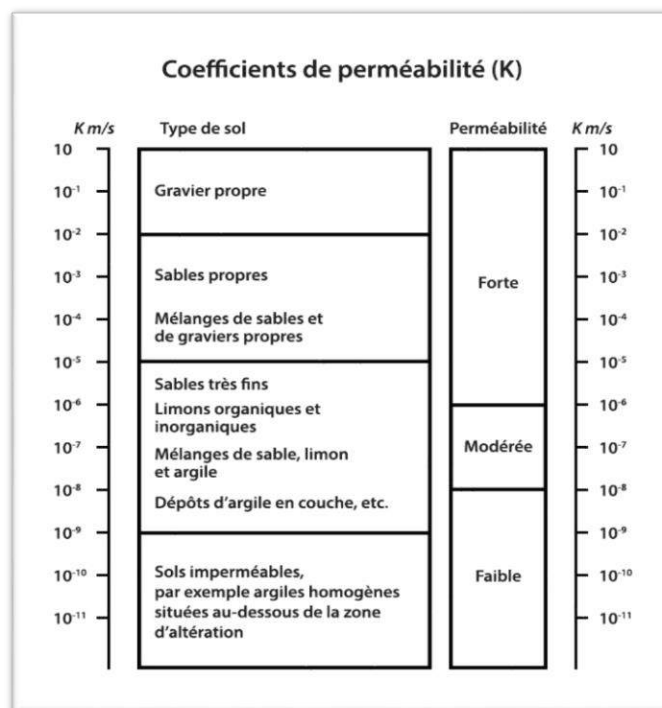 Coefficients de perméabilité (K)
K m/s Type de sol Perméabilité K m/s
10 10
10⁻¹ Gravier propre 10⁻¹
10⁻² 10⁻²
10⁻³ Sables propres Forte 10⁻³
10⁻⁴ Mélanges de sables et 10⁻⁴
de graviers propres
10⁻⁵ 10⁻⁵
Sables très fins
10⁻⁶ Limons organiques et 10⁻⁶
inorganiques
10⁻⁷ Mélanges de sable, limon Modérée 10⁻⁷
et argile
10⁻⁸ Dépôts d'argile en couche, etc. 10⁻⁸
10⁻⁹ 10⁻⁹
Sols imperméables,
10⁻¹⁰ par exemple argiles homogènes Faible 10⁻¹⁰
situées au-dessous de la zone
10⁻¹¹ d'altération 10⁻¹¹